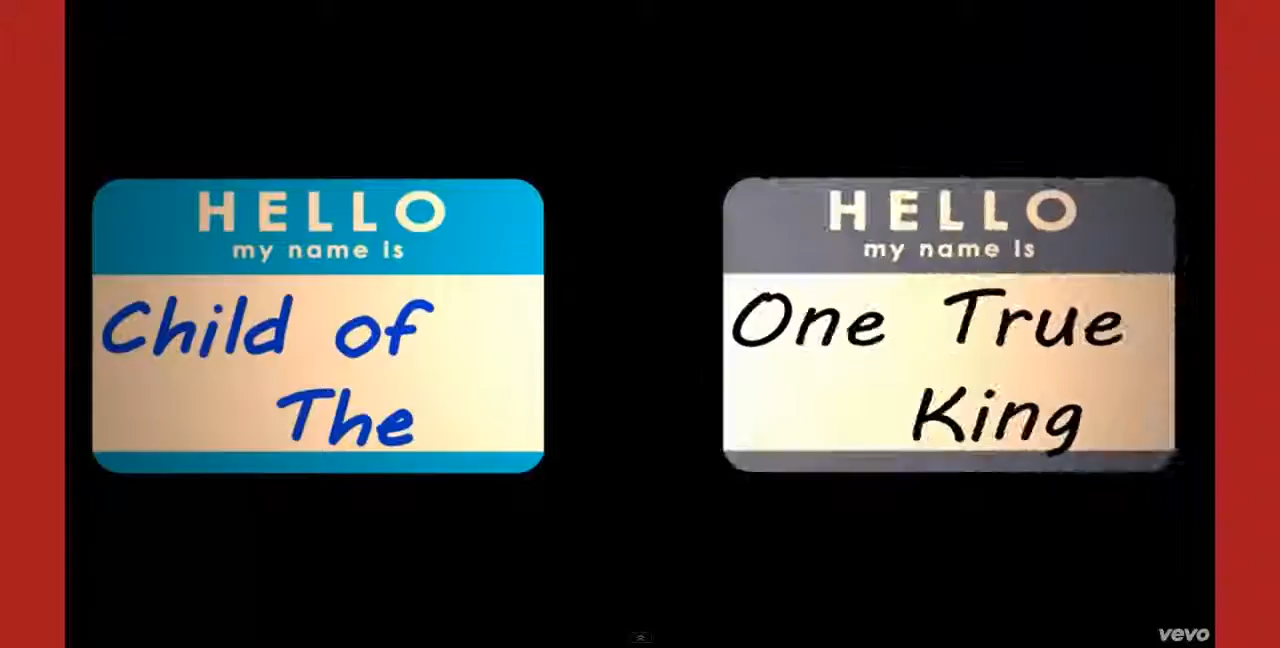 HELLO
my name is
Child of
The
HELLO
my name is
One True
King
vevo